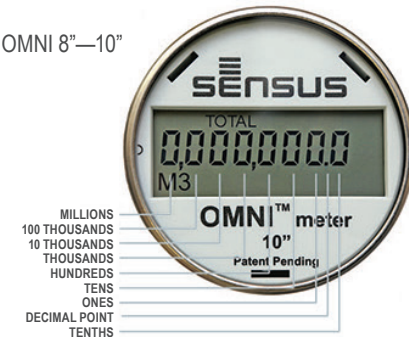 OMNI 8”—10”
sensus
TOTAL
0,000,000.0
M3
OMNI™ meter
10”
Patent Pending
MILLIONS
100 THOUSANDS
10 THOUSANDS
THOUSANDS
HUNDREDS
TENS
ONES
DECIMAL POINT
TENTHS